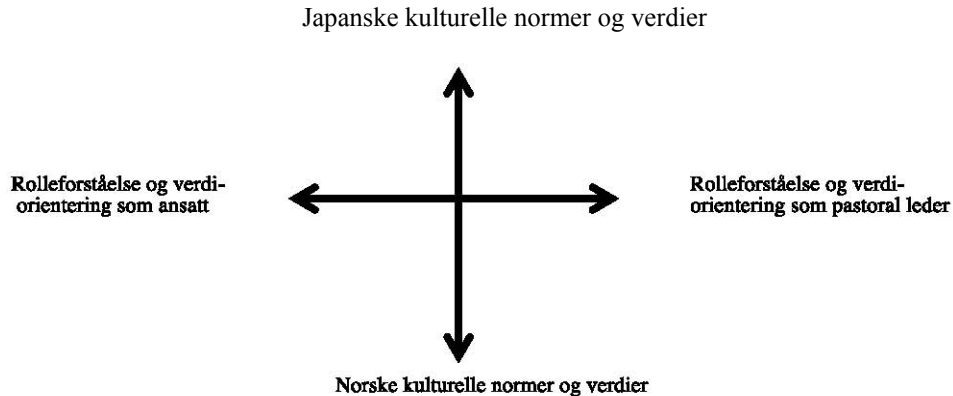 Japanske kulturelle normer og verdier
Rolleforståelse og verdi-
orientering som ansatt
Rolleforståelse og verdi-
orientering som pastoral leder
Norske kulturelle normer og verdier